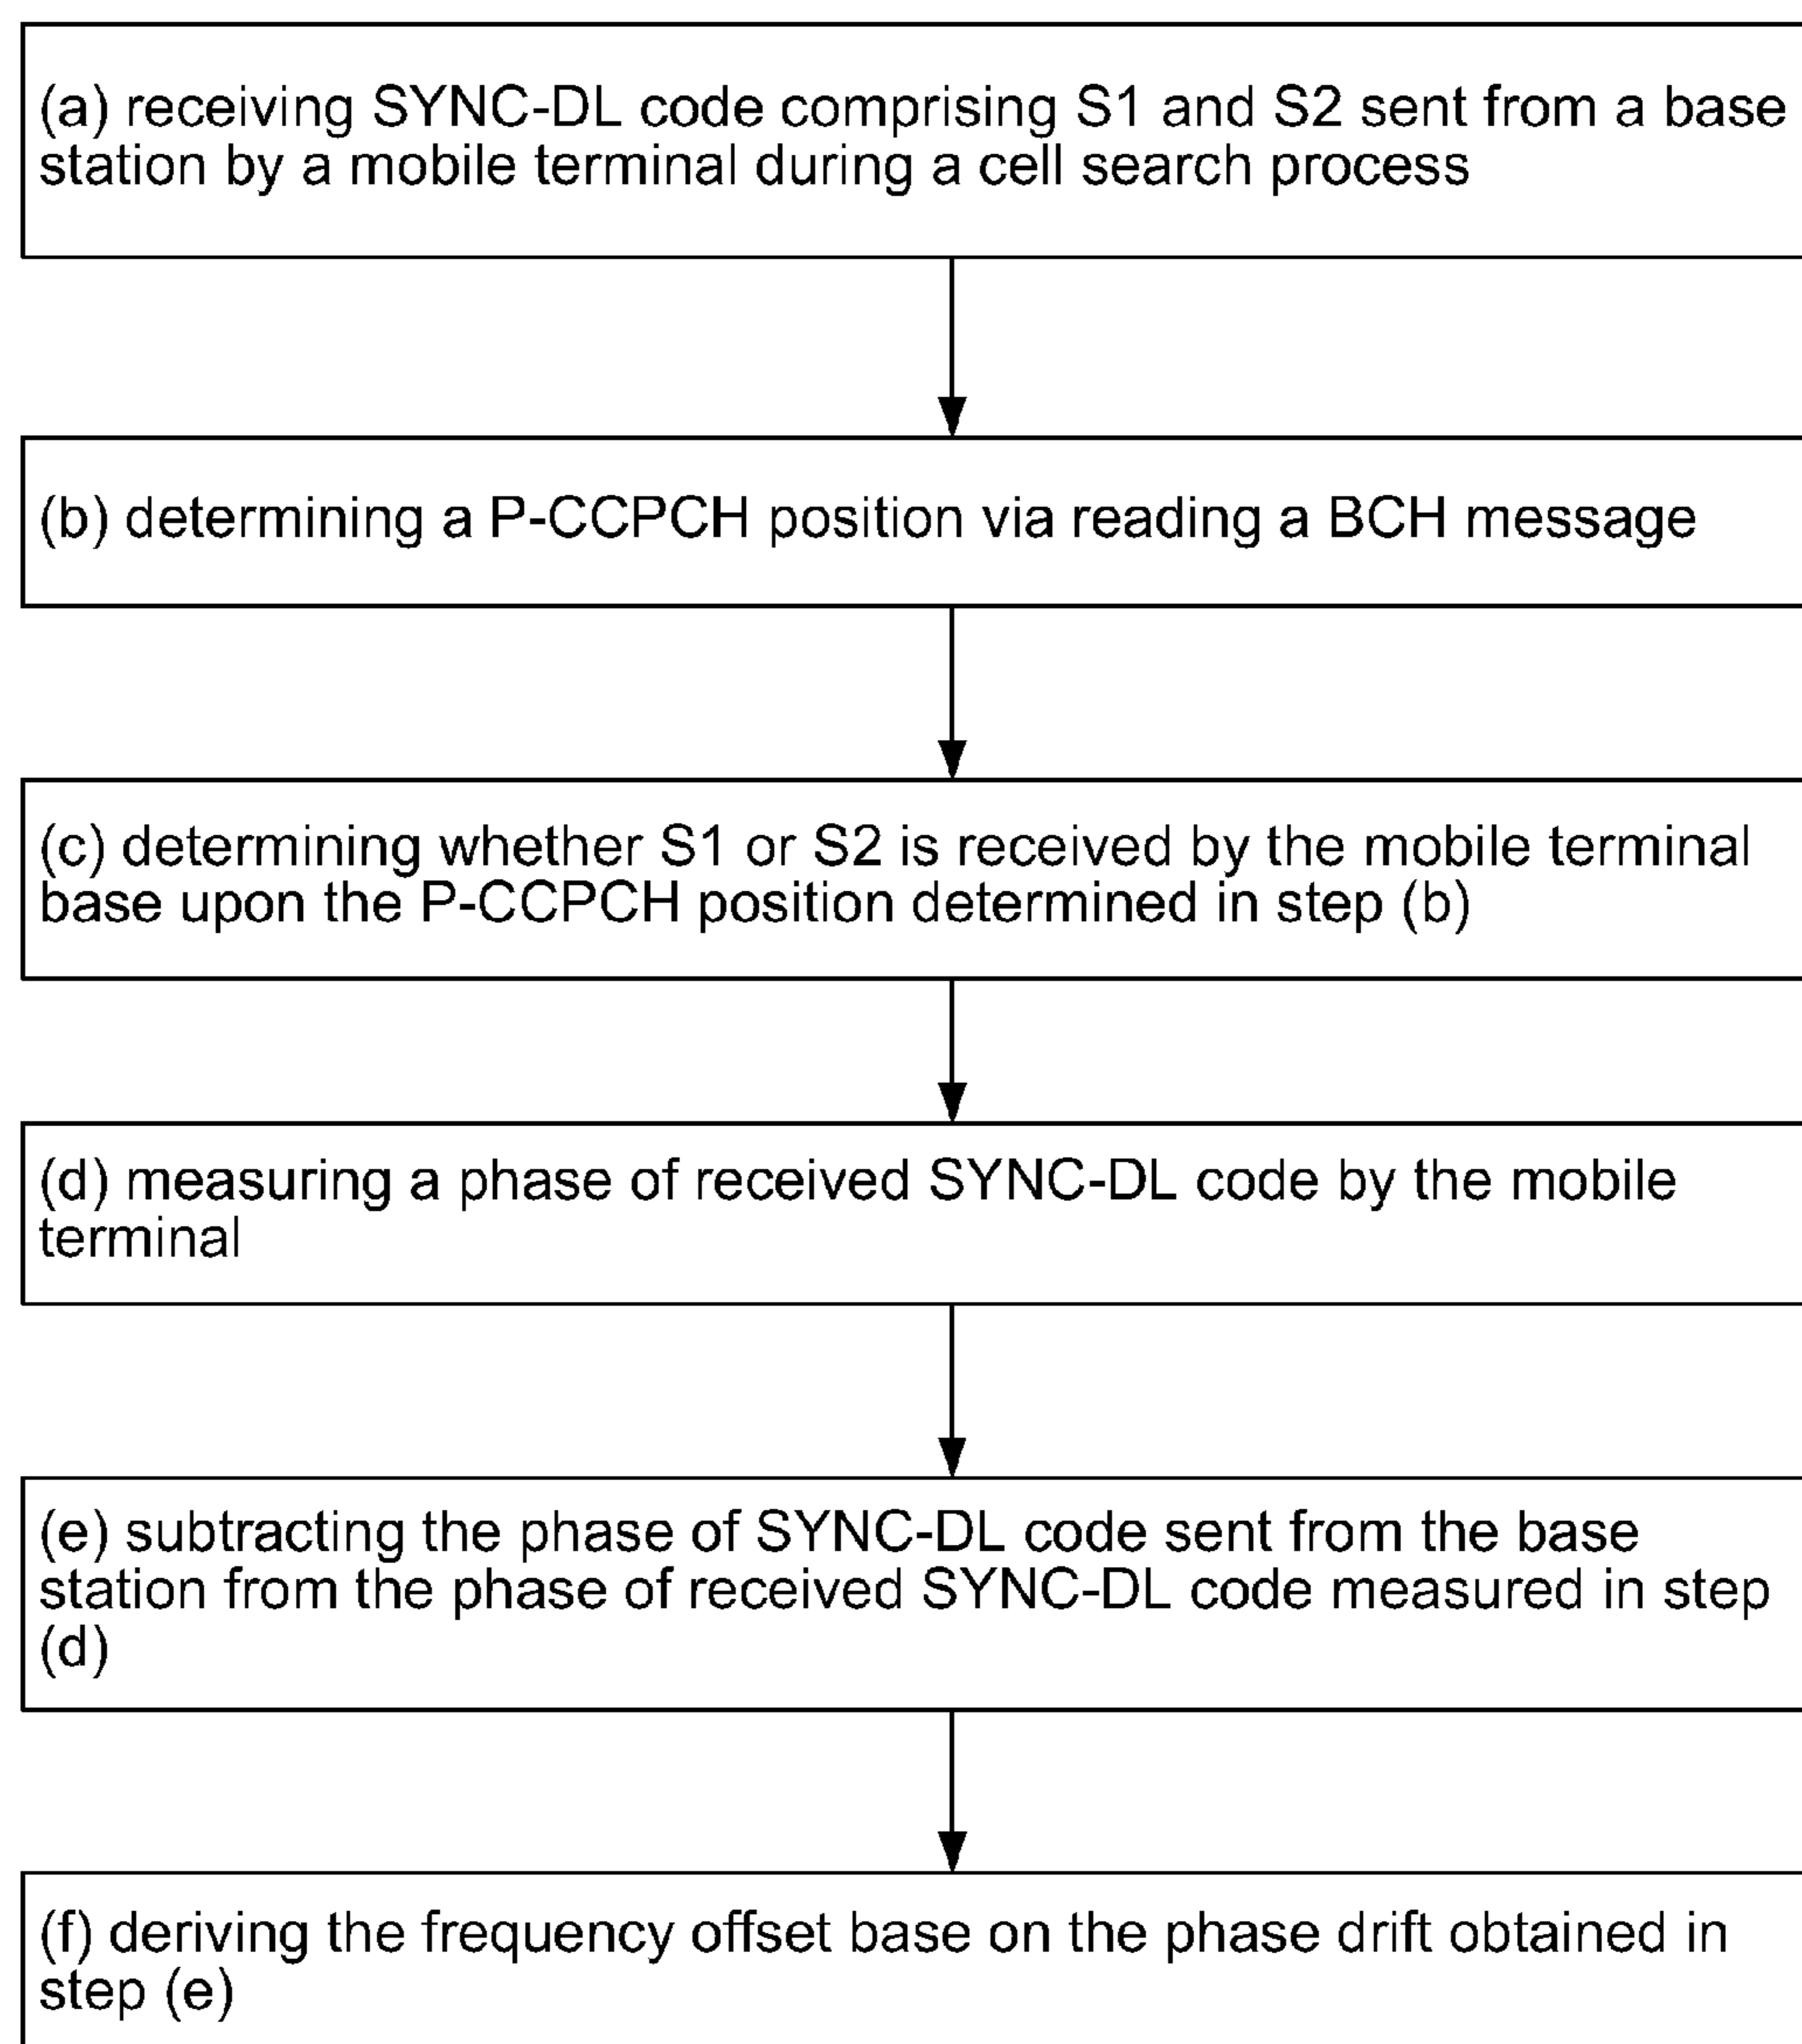 (a) receiving SYNC-DL code comprising S1 and S2 sent from a base
station by a mobile terminal during a cell search process
(b) determining a P-CCPCH position via reading a BCH message
(c) determining whether S1 or S2 is received by the mobile terminal
base upon the P-CCPCH position determined in step (b)
(d) measuring a phase of received SYNC-DL code by the mobile
terminal
(e) subtracting the phase of SYNC-DL code sent from the base
station from the phase of received SYNC-DL code measured in step
(d)
(f) deriving the frequency offset base on the phase drift obtained in
step (e)